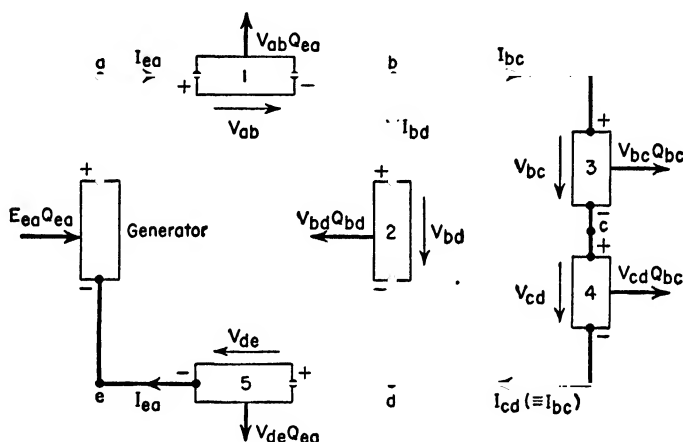 V_ab Q_ea
a I_ea b I_bc
1
+ -
V_ab I_bd
+
V_bc 3 V_bc Q_bc
+ +
E_ea Q_ea Generator V_bd Q_bd 2 V_bd
- c
+
- -
V_cd 4 V_cd Q_bc
V_de
-
- 5 +
e I_ea d I_cd (≡I_bc)
V_de Q_ea